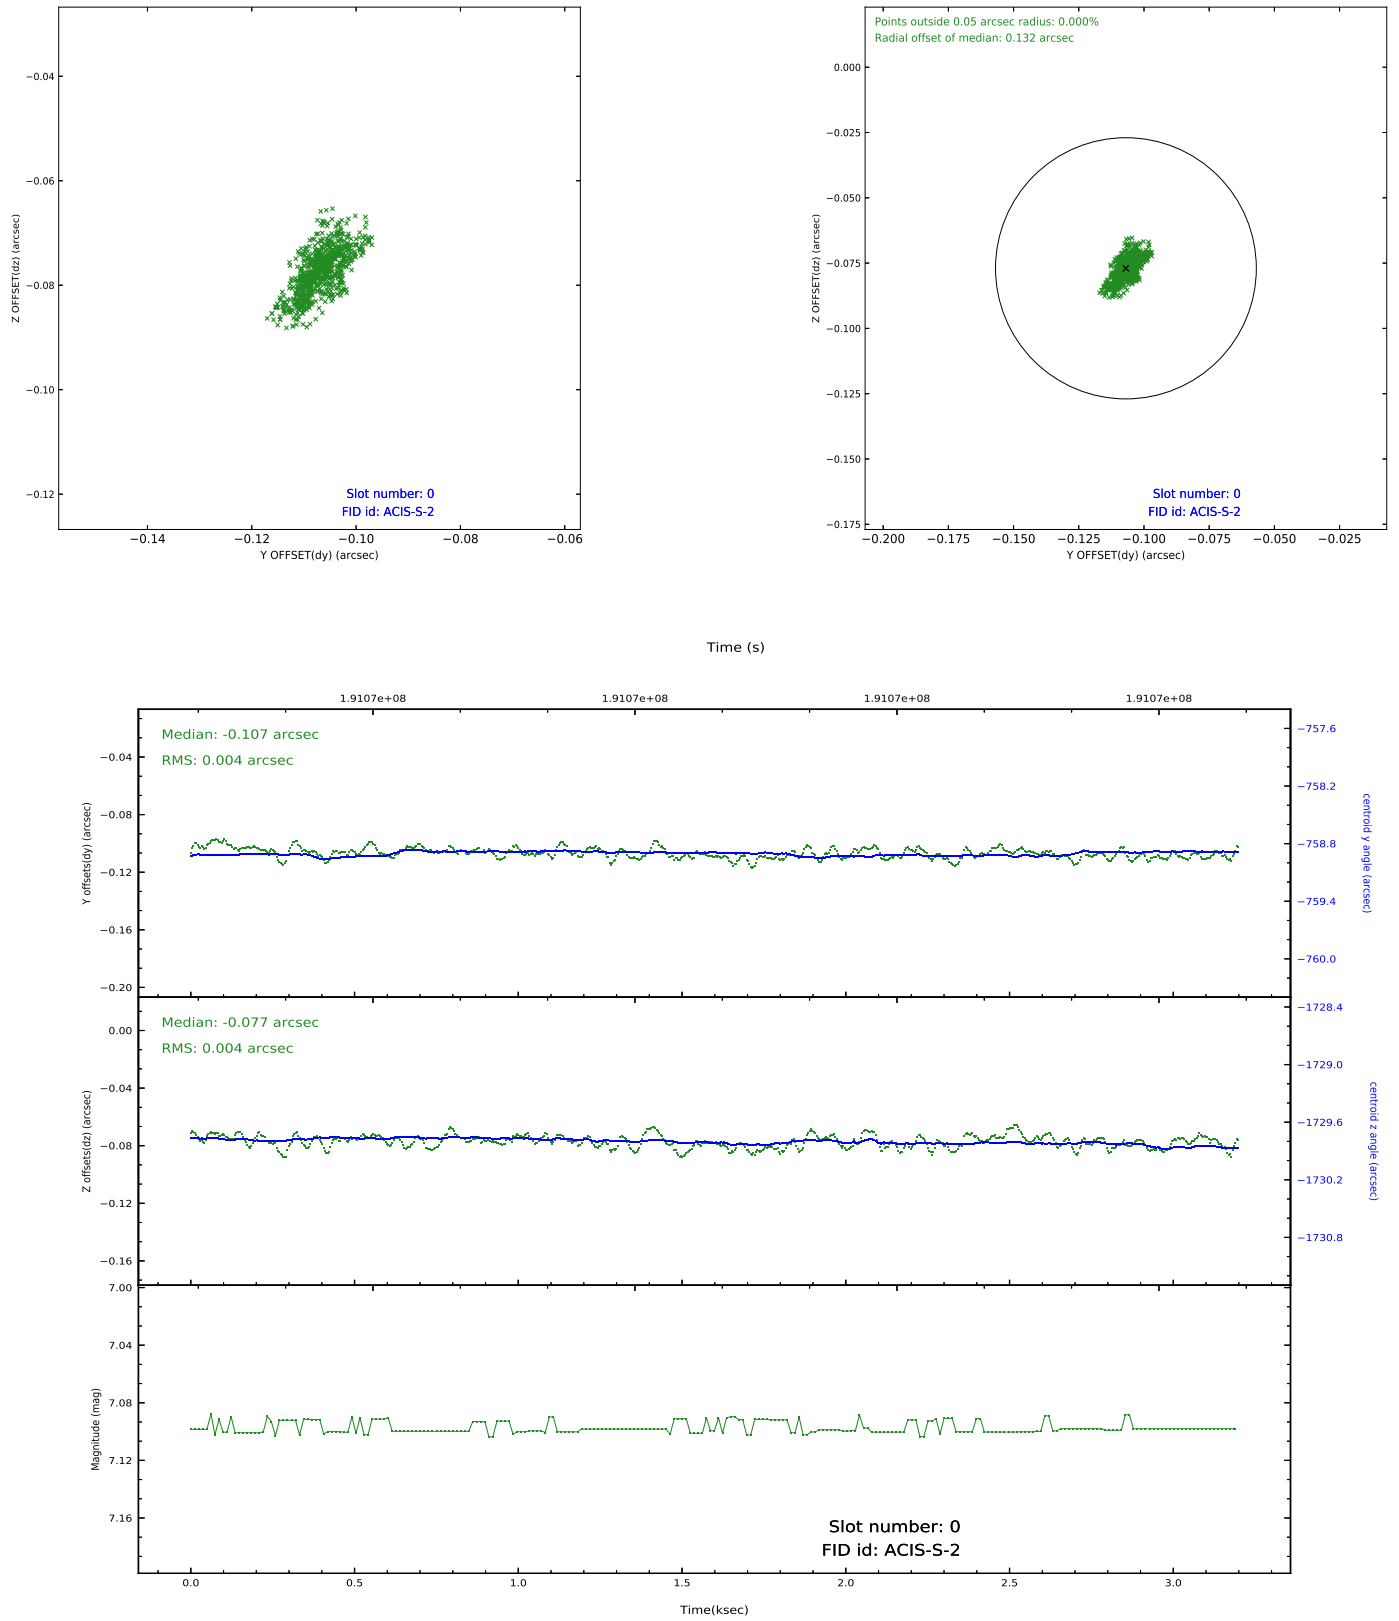 Points outside 0.05 arcsec radius: 0.000%
Radial offset of median: 0.132 arcsec
−0.04
−0.06
−0.08
−0.10
−0.12
Z OFFSET(dz) (arcsec)
Slot number: 0
FID id: ACIS-S-2
−0.14
−0.12
−0.10
−0.08
−0.06
Y OFFSET(dy) (arcsec)
0.000
−0.025
−0.050
−0.075
−0.100
−0.125
−0.150
−0.175
Z OFFSET(dz) (arcsec)
Slot number: 0
FID id: ACIS-S-2
−0.200
−0.175
−0.150
−0.125
−0.100
−0.075
−0.050
−0.025
Y OFFSET(dy) (arcsec)
Time (s)
1.9107e+08
1.9107e+08
1.9107e+08
1.9107e+08
Median: -0.107 arcsec
RMS: 0.004 arcsec
−0.04
−0.08
−0.12
−0.16
−0.20
Y offsets(dy) (arcsec)
−757.6
−758.2
−758.8
−759.4
−760.0
centroid y angle (arcsec)
Median: -0.077 arcsec
RMS: 0.004 arcsec
0.00
−0.04
−0.08
−0.12
−0.16
Z offsets(dz) (arcsec)
−1728.4
−1729.0
−1729.6
−1730.2
−1730.8
centroid z angle (arcsec)
7.00
7.04
7.08
7.12
7.16
Magnitude (mag)
Slot number: 0
FID id: ACIS-S-2
0.0
0.5
1.0
1.5
2.0
2.5
3.0
Time(ksec)